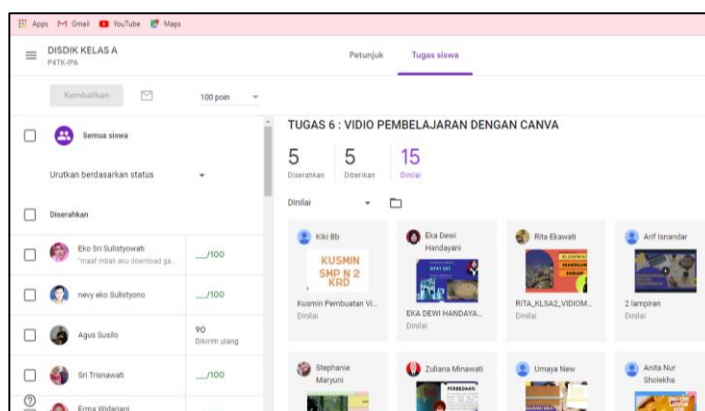 Apps Gmail YouTube Maps
DISDIK KELAS A
P4TK-IPA
Petunjuk Tugas siswa
Kembalikan 100 poin
Semua siswa
Urutkan berdasarkan status
Diserahkan
Eko Sri Sulistyowati
"maaf mbak aku download ga...
__/100
nevy eko Sulistyono
__/100
Agus Susilo
90
Dikirim ulang
Sri Trisnawati
__/100
Erma Widariani
TUGAS 6 : VIDIO PEMBELAJARAN DENGAN CANVA
5 5 15
Diserahkan Diberikan Dinilai
Dinilai
Kiki Bb
KUSMIN
SMP N 2
KRD
Kusmin Pembuatan Vi...
Dinilai
Eka Dewi
Handayani
EKA DEWI HANDAYA...
Dinilai
Rita Ekawati
RITA_KLSA2_VIDIOM...
Dinilai
Arif Isnandar
2 lampiran
Dinilai
Stephanie
Maryuni
Zuliana Minawati
PERBEDAAN
Umaya New
Anita Nur
Sholekha